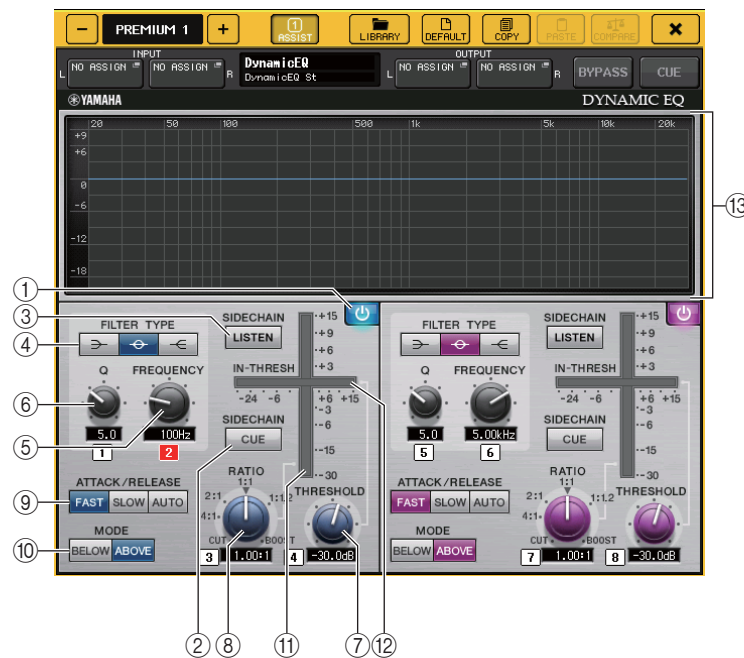 PREMIUM 1
1
ASSIST
LIBRARY
DEFAULT
COPY
PASTE
COMPARE
INPUT
OUTPUT
L
NO ASSIGN
NO ASSIGN
R
DynamicEQ
DynamicEQ St
L
NO ASSIGN
NO ASSIGN
R
BYPASS
CUE
YAMAHA
DYNAMIC EQ
20 50 100 500 1k 5k 10k 20k
+9
+6
0
-6
-12
-18
⑬
①
③
④
⑥
⑤
⑨
⑩
FILTER TYPE
Q
FREQUENCY
5.0
100Hz
1
2
ATTACK/RELEASE
FAST SLOW AUTO
MODE
BELOW ABOVE
SIDECHAIN
LISTEN
IN-THRESH
-24 -6 +6 +15
SIDECHAIN
CUE
+15
+9
+6
+3
-3
-6
-15
-30
RATIO
1:1
2:1
1:1.2
4:1
CUT
BOOST
3
1.00:1
THRESHOLD
4
-30.0dB
FILTER TYPE
Q
FREQUENCY
5.0
5.00kHz
5
6
ATTACK/RELEASE
FAST SLOW AUTO
MODE
BELOW ABOVE
SIDECHAIN
LISTEN
IN-THRESH
-24 -6 +6 +15
SIDECHAIN
CUE
+15
+9
+6
+3
-3
-6
-15
-30
RATIO
1:1
2:1
1:1.2
4:1
CUT
BOOST
7
1.00:1
THRESHOLD
8
-30.0dB
② ⑧ ⑪ ⑦ ⑫